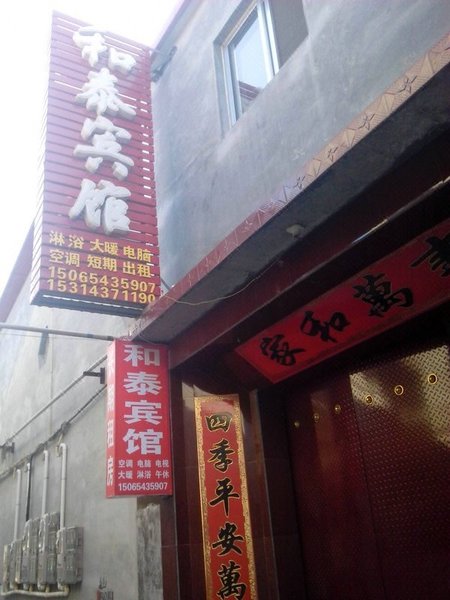 和泰宾馆
淋浴 大暖 电脑
空调 短期 出租
15065435907
15314371190
和泰宾馆
空调 电脑 电视
大暖 淋浴 午休
15065435907
租房
家和萬
四季平安萬